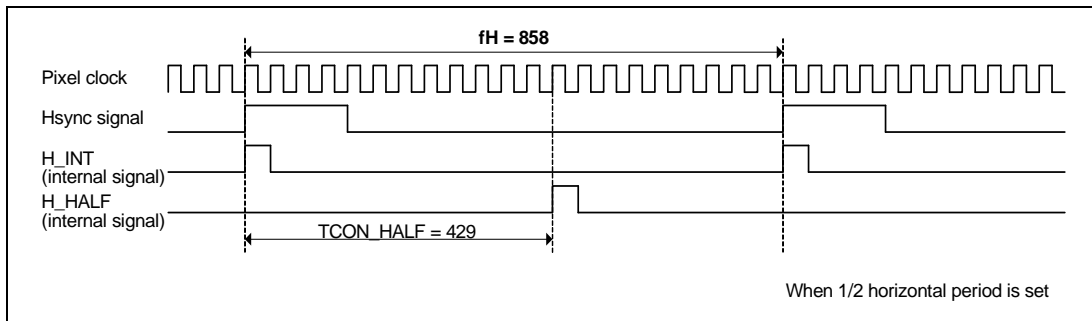 fH = 858
Pixel clock
Hsync signal
H_INT
(internal signal)
H_HALF
(internal signal)
TCON_HALF = 429
When 1/2 horizontal period is set